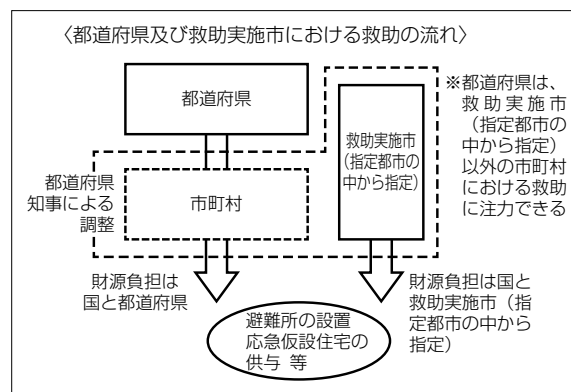 〈都道府県及び救助実施市における救助の流れ〉
都道府県
救助実施市
(指定都市の
中から指定)
※都道府県は、
救助実施市
(指定都市の
中から指定)
以外の市町村
における救助
に注力できる
都道府県
知事による
調整
市町村
財源負担は
国と都道府県
財源負担は国と
救助実施市（指
定都市の中から
指定）
避難所の設置
応急仮設住宅の
供与 等